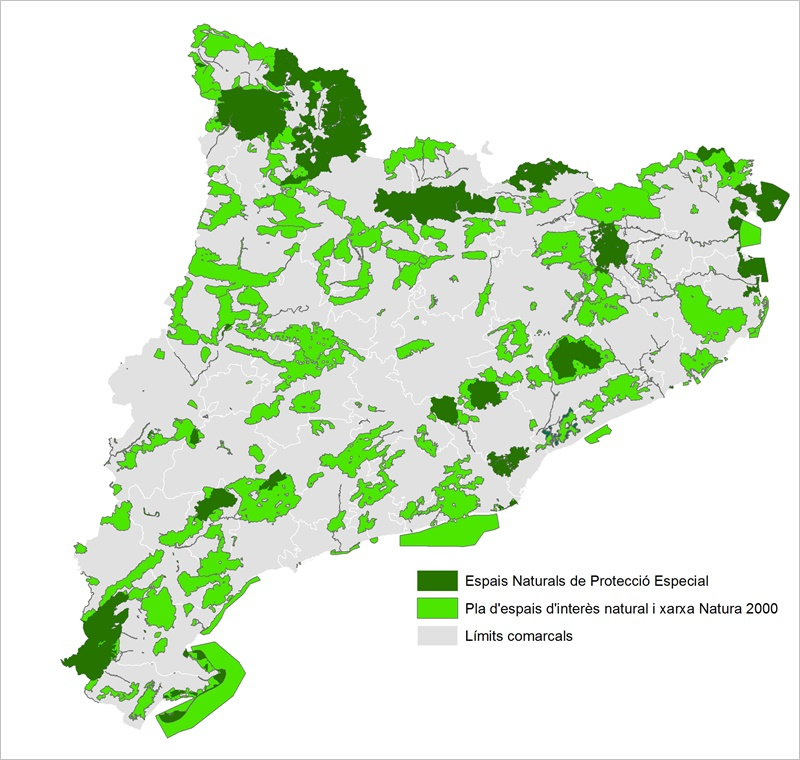 Espais Naturals de Protecció Especial
Pla d'espais d'interès natural i xarxa Natura 2000
Límits comarcals